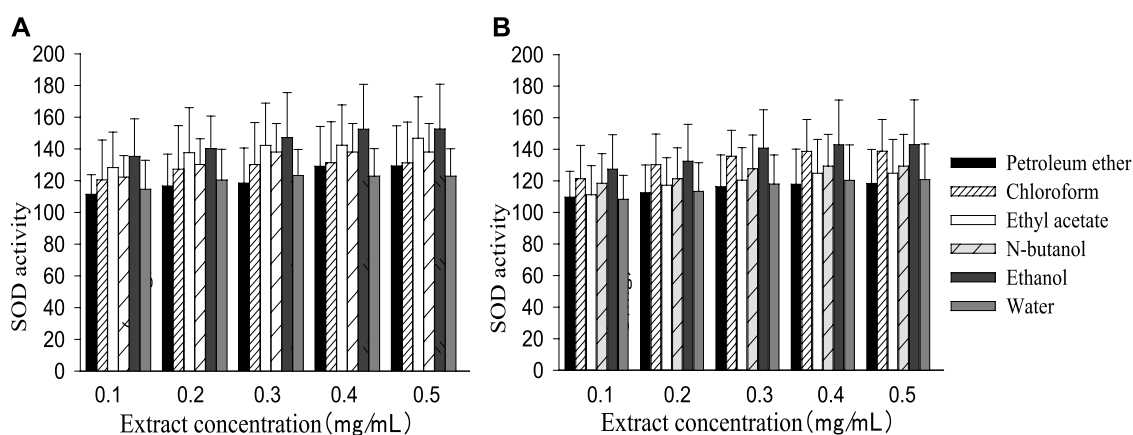 A
200
180
160
140
120
100
80
60
40
20
0
SOD activity
0.1 0.2 0.3 0.4 0.5
Extract concentration(mg/mL)
B
200
180
160
140
120
100
80
60
40
20
0
SOD activity
0.1 0.2 0.3 0.4 0.5
Extract concentration(mg/mL)
Petroleum ether
Chloroform
Ethyl acetate
N-butanol
Ethanol
Water